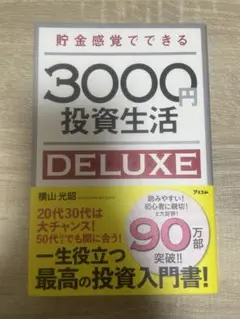 貯金感覚でできる
3000円
投資生活
DELUXE
横山光昭
アスコム
20代30代は
大チャンス!
50代でも間に合う!
読みやすい!
初心者に親切!
と大好評!
90万部
突破!!
一生役立つ
最高の投資入門書!